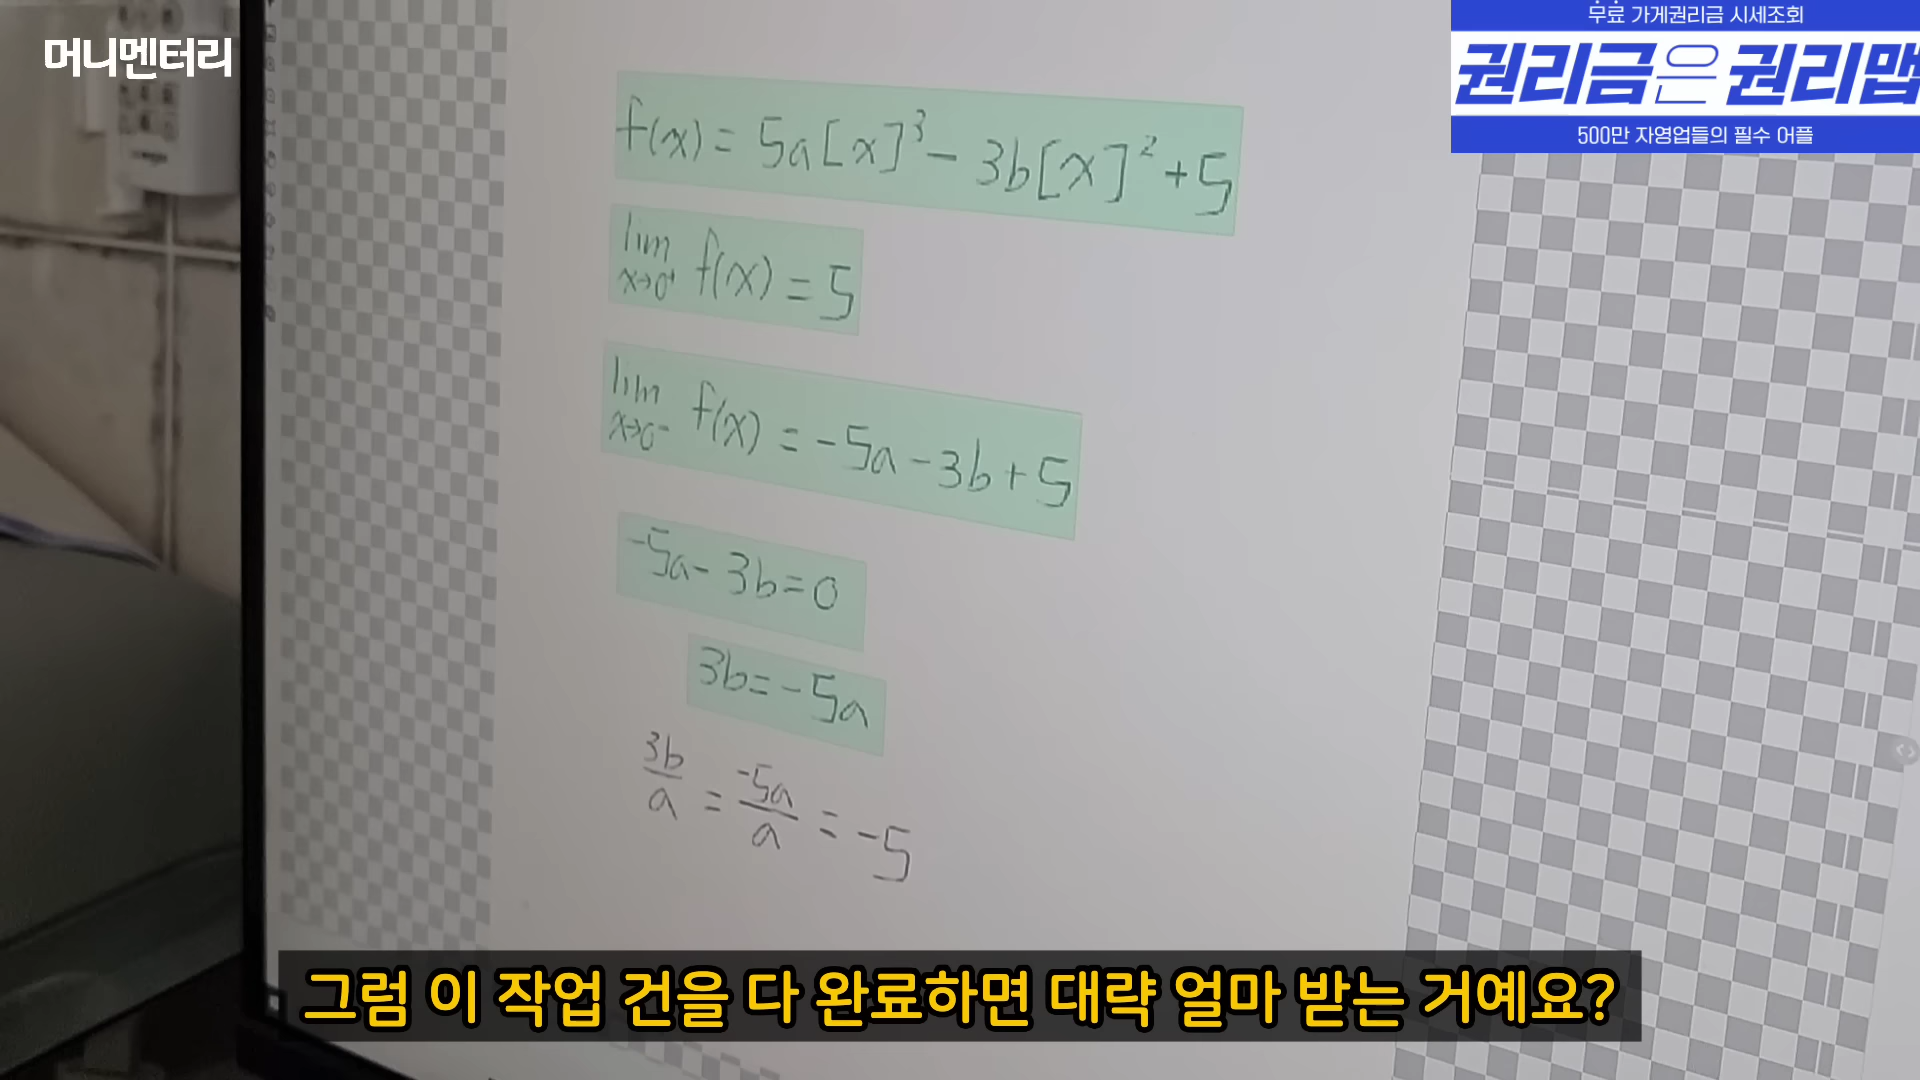 머니멘터리
무료 가게권리금 시세조회
권리금은 권리맵
500만 자영업들의 필수 어플
f(x) = 5a[x]³ - 3b[x]² + 5
lim x→0⁺ f(x) = 5
lim x→0⁻ f(x) = -5a - 3b + 5
-5a - 3b = 0
3b = -5a
3b/a = -5a/a = -5
그럼 이 작업 건을 다 완료하면 대략 얼마 받는 거예요?